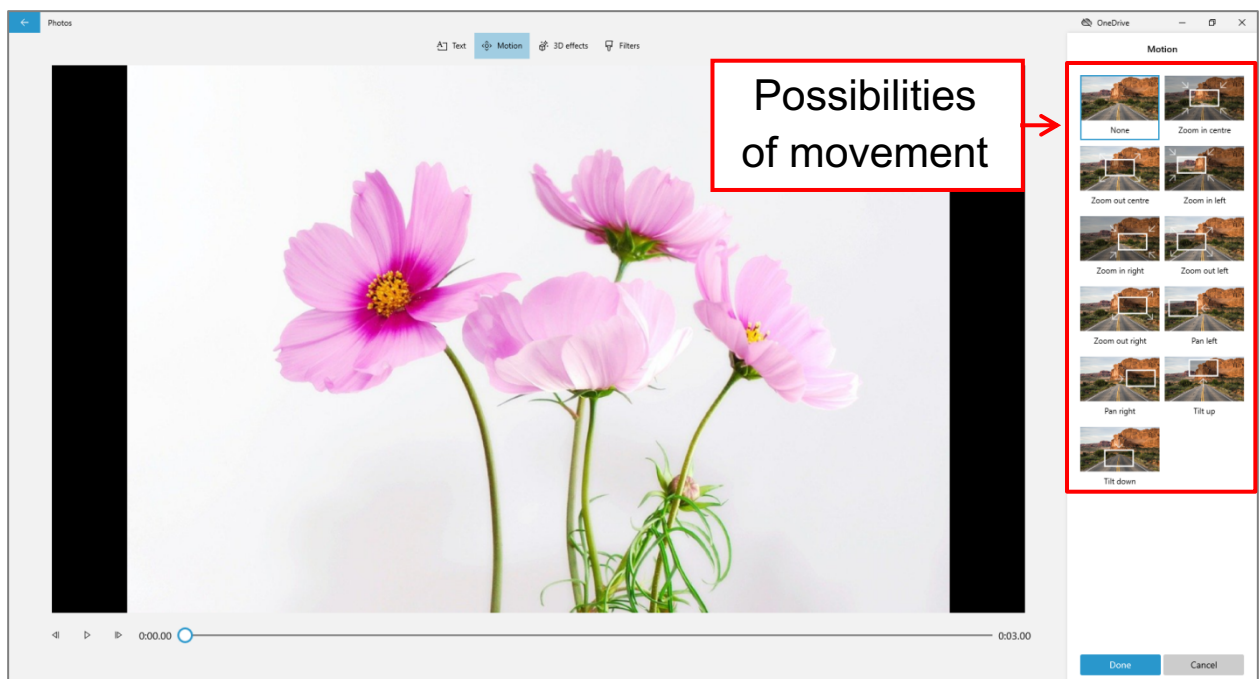 Photos
OneDrive
Text Motion 3D effects Filters
Motion
Possibilities
of movement
None Zoom in centre
Zoom out centre Zoom in left
Zoom in right Zoom out left
Zoom out right Pan left
Pan right Tilt up
Tilt down
0:00.00 0:03.00
Done Cancel